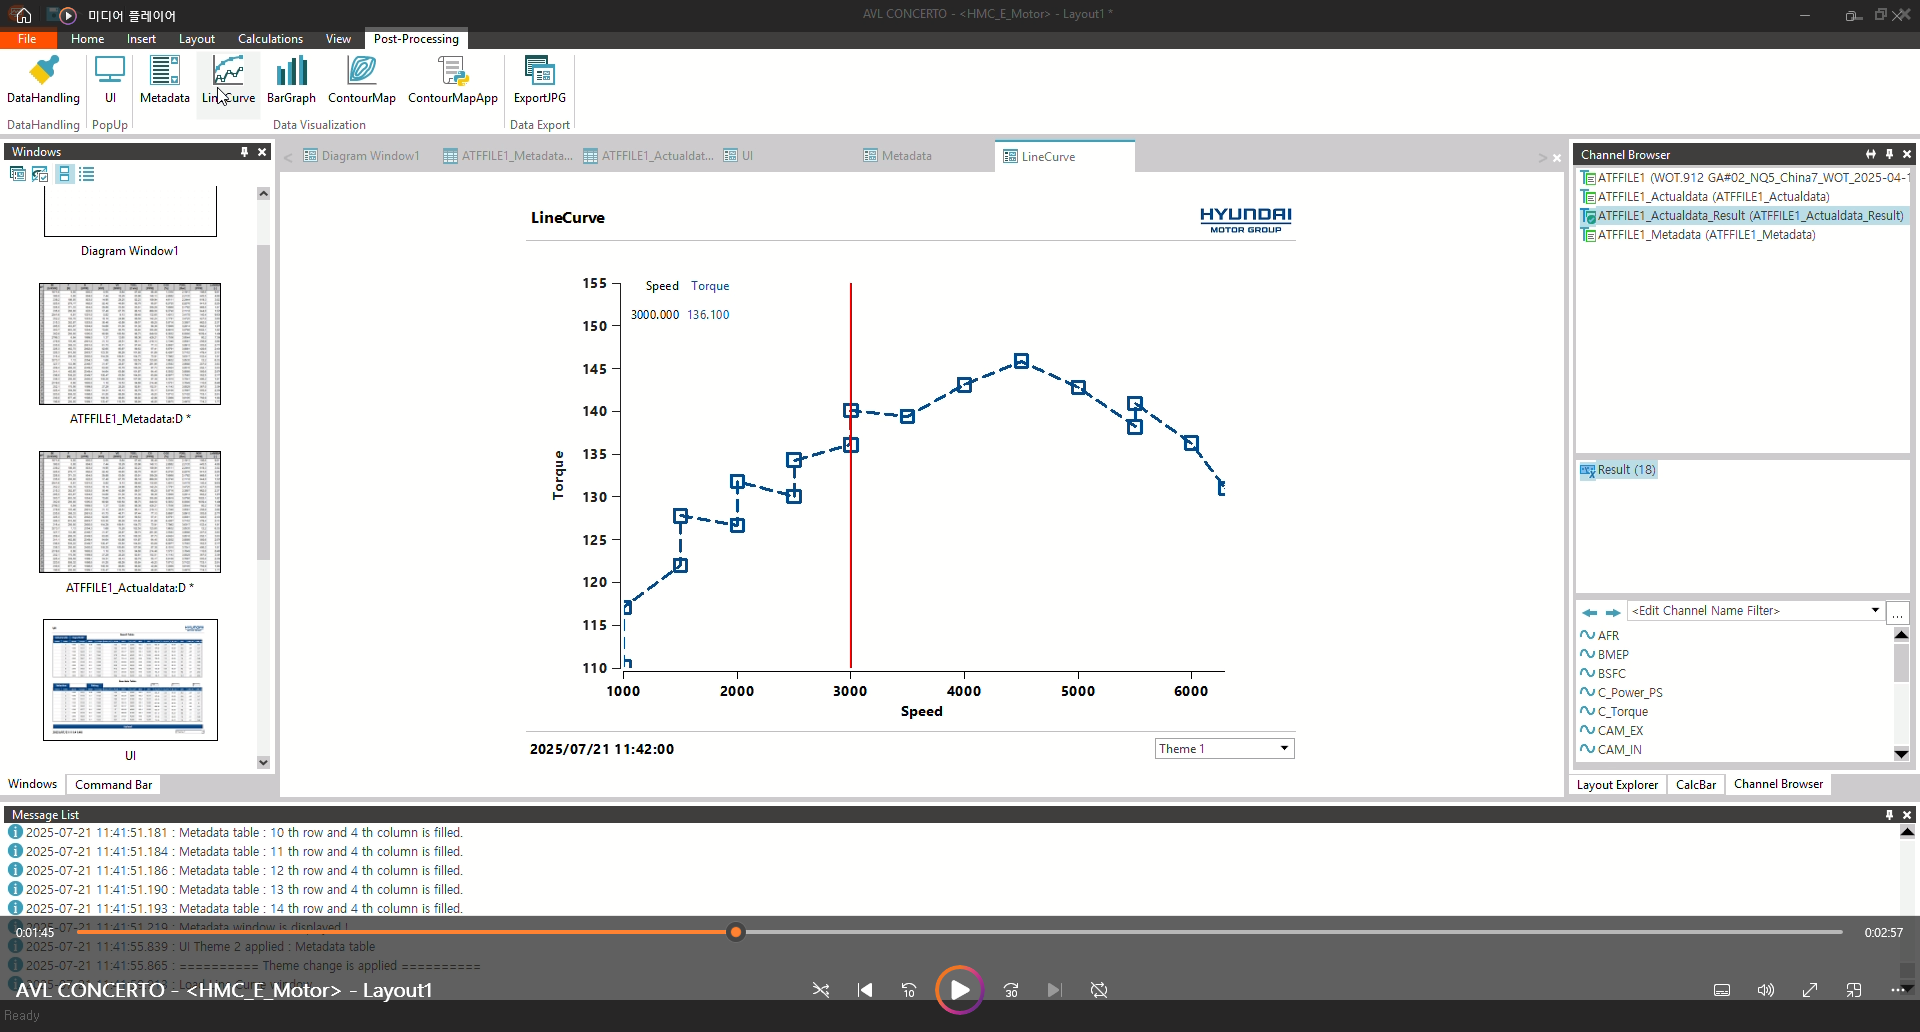 미디어 플레이어
AVL CONCERTO - <HMC_E_Motor> - Layout1 *
File Home Insert Layout Calculations View Post-Processing
DataHandling UI Metadata LineCurve BarGraph ContourMap ContourMapApp ExportJPG
DataHandling PopUp Data Visualization Data Export
Windows
Diagram Window1
ATFFILE1_Metadata:D *
ATFFILE1_Actualdata:D *
UI
Windows Command Bar
Diagram Window1 ATFFILE1_Metadata... ATFFILE1_Actualdat... UI Metadata LineCurve
LineCurve
HYUNDAI
MOTOR GROUP
Speed Torque
3000.000 136.100
155
150
145
140
135
130
125
120
115
110
Torque
1000 2000 3000 4000 5000 6000
Speed
2025/07/21 11:42:00
Theme 1
Channel Browser
ATFFILE1 (WOT.912 GA#02_NQ5_China7_WOT_2025-04-1
ATFFILE1_Actualdata (ATFFILE1_Actualdata)
ATFFILE1_Actualdata_Result (ATFFILE1_Actualdata_Result)
ATFFILE1_Metadata (ATFFILE1_Metadata)
Result (18)
<Edit Channel Name Filter>
...
AFR
BMEP
BSFC
C_Power_PS
C_Torque
CAM_EX
CAM_IN
Layout Explorer CalcBar Channel Browser
Message List
2025-07-21 11:41:51.181 : Metadata table : 10 th row and 4 th column is filled.
2025-07-21 11:41:51.184 : Metadata table : 11 th row and 4 th column is filled.
2025-07-21 11:41:51.186 : Metadata table : 12 th row and 4 th column is filled.
2025-07-21 11:41:51.190 : Metadata table : 13 th row and 4 th column is filled.
2025-07-21 11:41:51.193 : Metadata table : 14 th row and 4 th column is filled.
2025-07-21 11:41:51.219 : Metadata window is displayed !
0:01:45
0:02:57
2025-07-21 11:41:55.839 : UI Theme 2 applied : Metadata table
2025-07-21 11:41:55.865 : ========== Theme change is applied ==========
AVL CONCERTO - <HMC_E_Motor> - Layout1
10
30
Ready